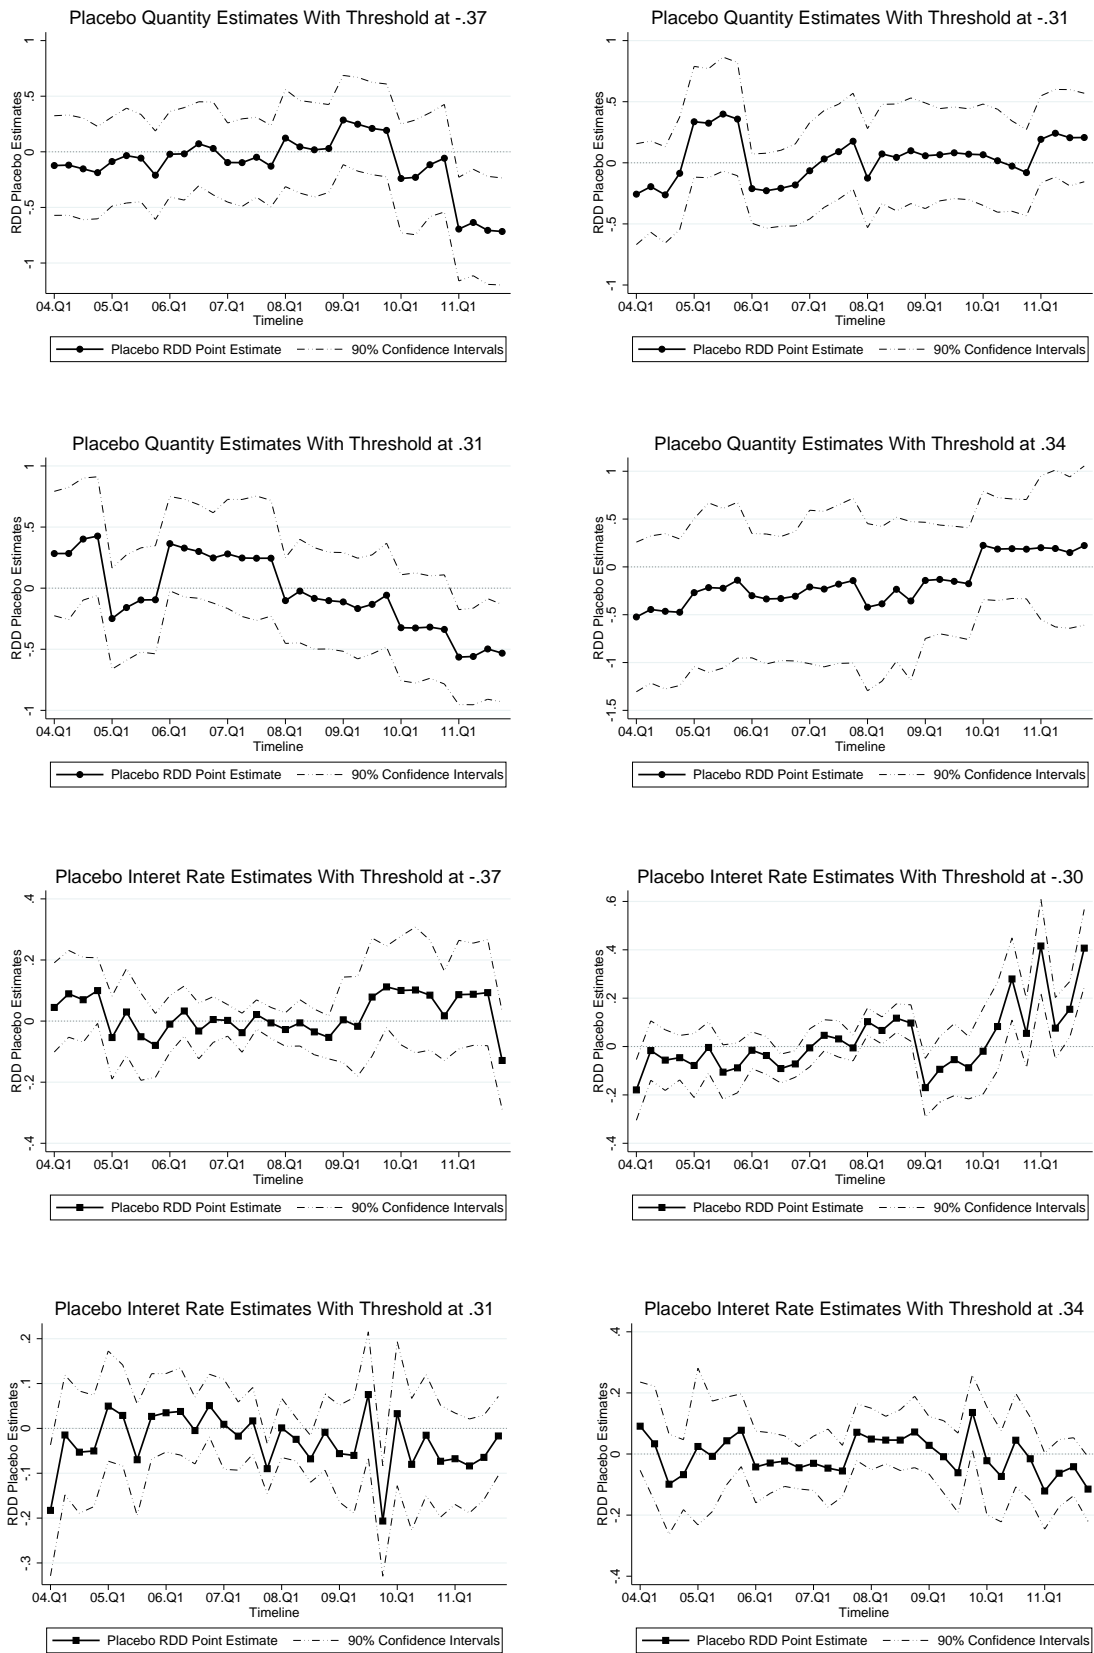 Placebo Quantity Estimates With Threshold at -.37
RDD Placebo Estimates
1
.5
0
-.5
-1
04.Q1 05.Q1 06.Q1 07.Q1 08.Q1 09.Q1 10.Q1 11.Q1
Timeline
Placebo RDD Point Estimate 90% Confidence Intervals
Placebo Quantity Estimates With Threshold at -.31
RDD Placebo Estimates
1
.5
0
-.5
-1
04.Q1 05.Q1 06.Q1 07.Q1 08.Q1 09.Q1 10.Q1 11.Q1
Timeline
Placebo RDD Point Estimate 90% Confidence Intervals
Placebo Quantity Estimates With Threshold at .31
RDD Placebo Estimates
1
.5
0
-.5
-1
04.Q1 05.Q1 06.Q1 07.Q1 08.Q1 09.Q1 10.Q1 11.Q1
Timeline
Placebo RDD Point Estimate 90% Confidence Intervals
Placebo Quantity Estimates With Threshold at .34
RDD Placebo Estimates
1
.5
0
-.5
-1
-1.5
04.Q1 05.Q1 06.Q1 07.Q1 08.Q1 09.Q1 10.Q1 11.Q1
Timeline
Placebo RDD Point Estimate 90% Confidence Intervals
Placebo Interet Rate Estimates With Threshold at -.37
RDD Placebo Estimates
.4
.2
0
-.2
-.4
04.Q1 05.Q1 06.Q1 07.Q1 08.Q1 09.Q1 10.Q1 11.Q1
Timeline
Placebo RDD Point Estimate 90% Confidence Intervals
Placebo Interet Rate Estimates With Threshold at -.30
RDD Placebo Estimates
.6
.4
.2
0
-.2
-.4
04.Q1 05.Q1 06.Q1 07.Q1 08.Q1 09.Q1 10.Q1 11.Q1
Timeline
Placebo RDD Point Estimate 90% Confidence Intervals
Placebo Interet Rate Estimates With Threshold at .31
RDD Placebo Estimates
.2
.1
0
-.1
-.2
-.3
04.Q1 05.Q1 06.Q1 07.Q1 08.Q1 09.Q1 10.Q1 11.Q1
Timeline
Placebo RDD Point Estimate 90% Confidence Intervals
Placebo Interet Rate Estimates With Threshold at .34
RDD Placebo Estimates
.4
.2
0
-.2
-.4
04.Q1 05.Q1 06.Q1 07.Q1 08.Q1 09.Q1 10.Q1 11.Q1
Timeline
Placebo RDD Point Estimate 90% Confidence Intervals